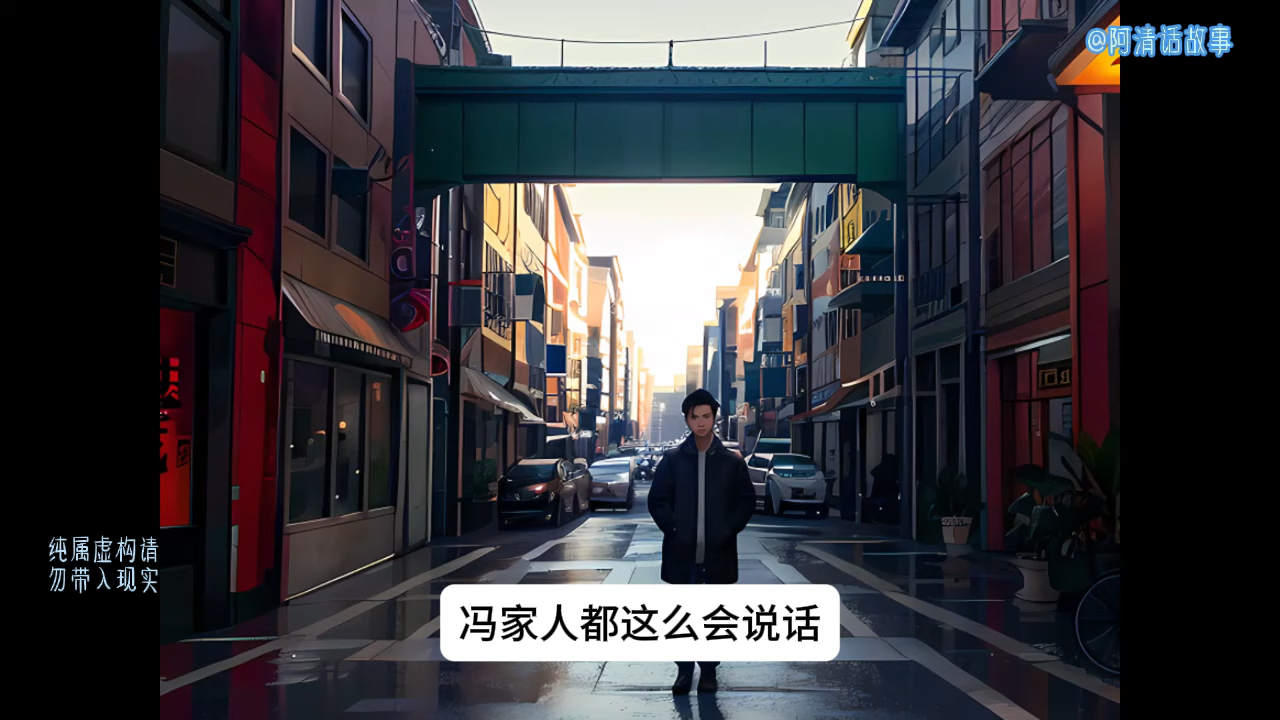 @阿清话故事
纯属虚构请
勿带入现实
冯家人都这么会说话